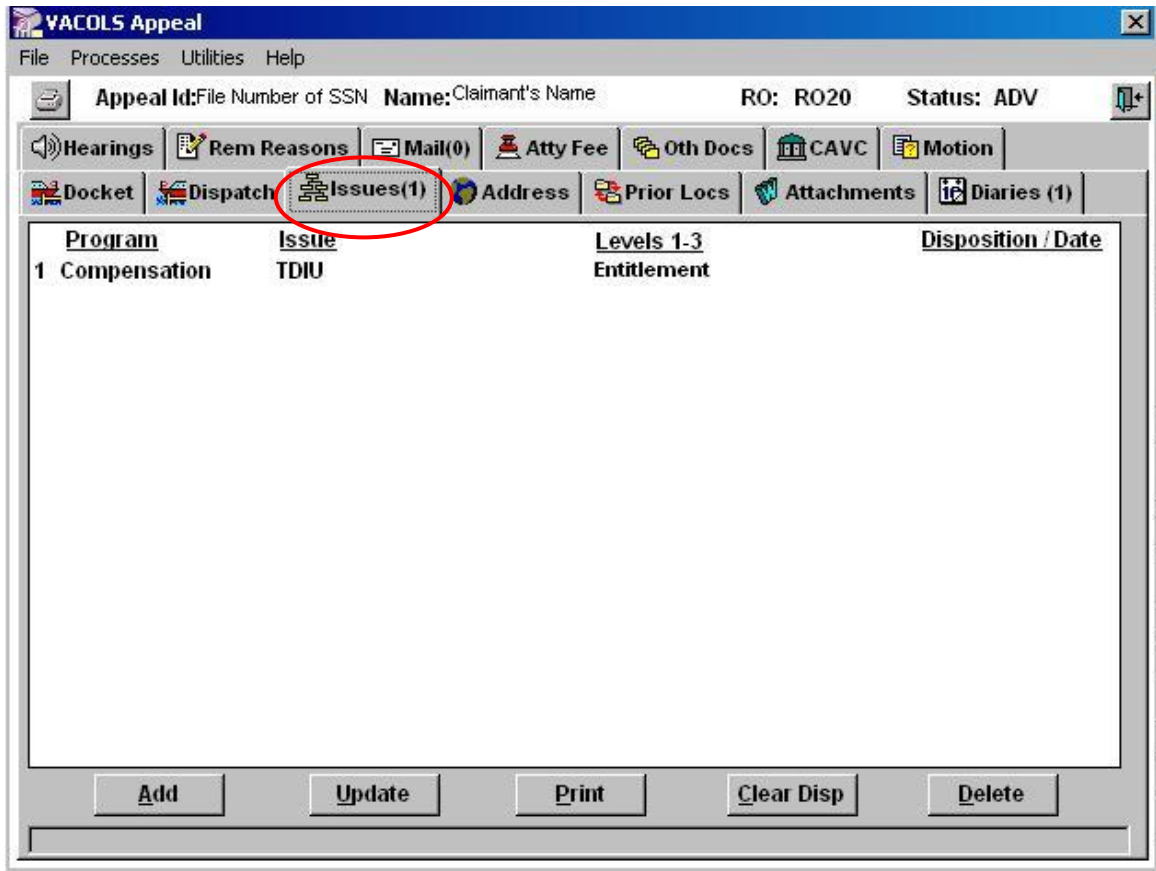 VACOLS Appeal
File Processes Utilities Help
Appeal Id:File Number of SSN Name:Claimant's Name RO: RO20 Status: ADV
Hearings Rem Reasons Mail(0) Atty Fee Oth Docs CAVC Motion
Docket Dispatch Issues(1) Address Prior Locs Attachments Diaries (1)
Program Issue Levels 1-3 Disposition / Date
1 Compensation TDIU Entitlement
Add Update Print Clear Disp Delete